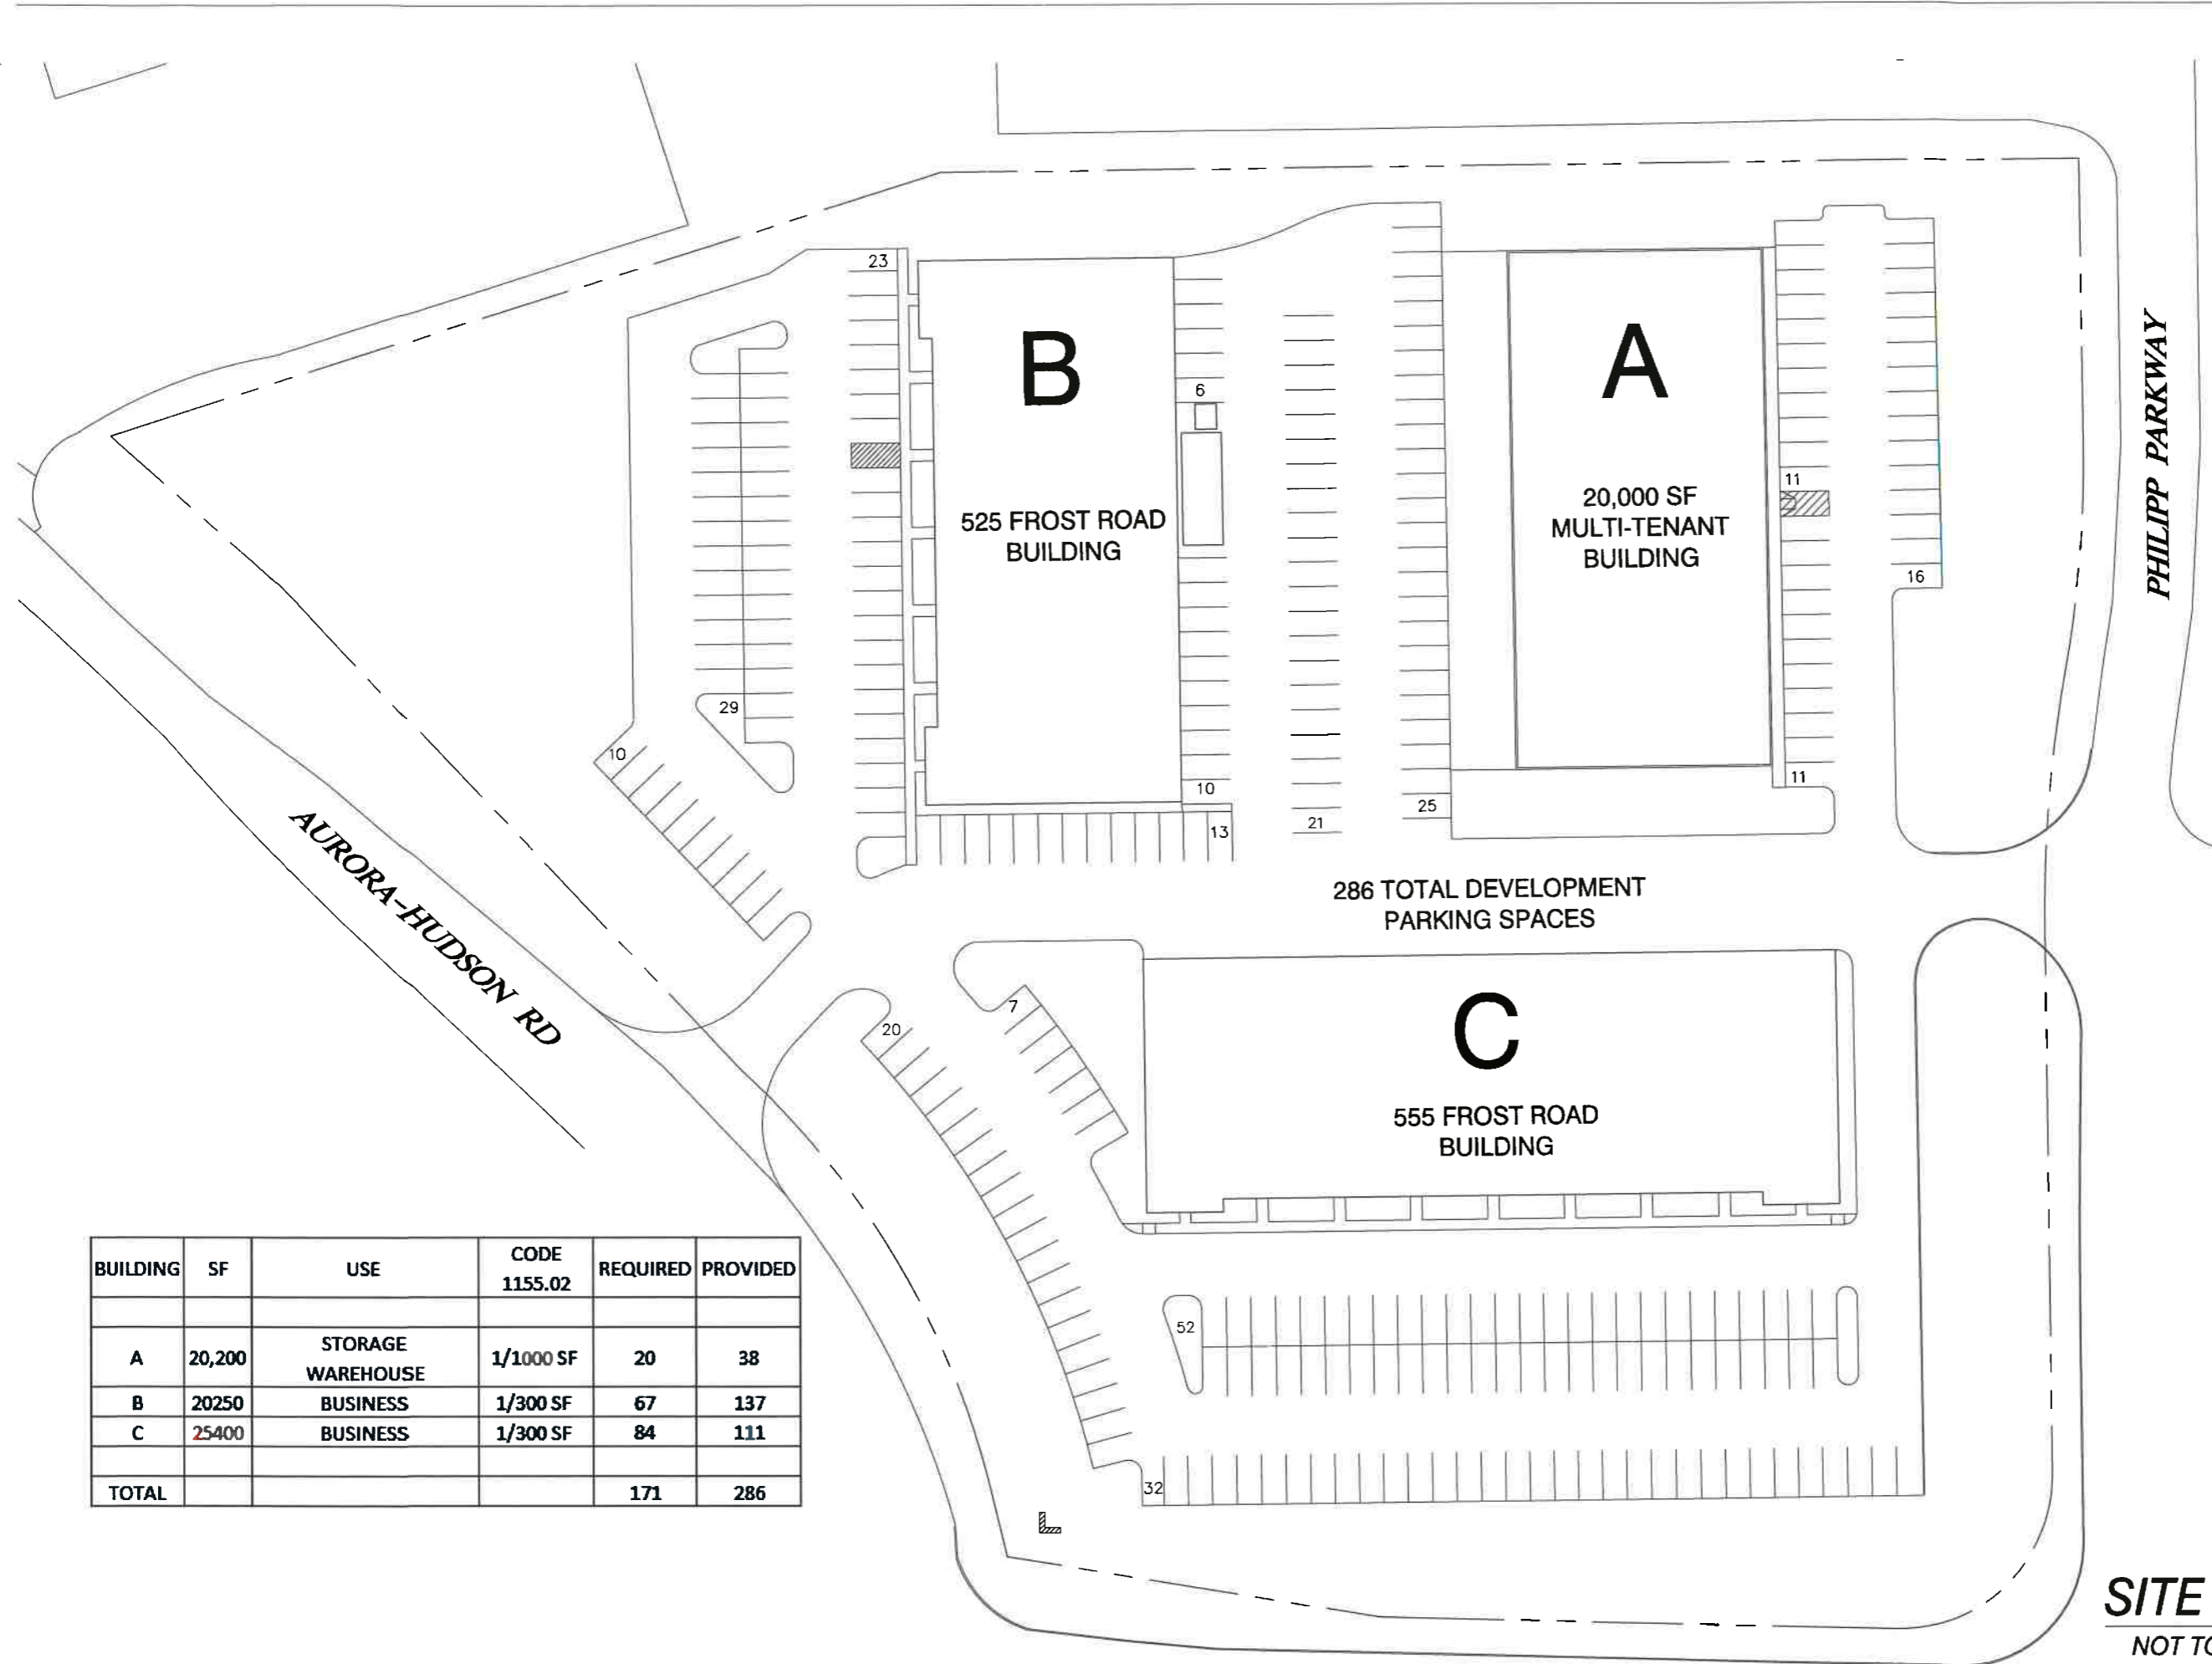 23
B
A
6
525 FROST ROAD
BUILDING
20,000 SF
MULTI-TENANT
BUILDING
11
16
PHILIPP PARKWAY
29
10
10
13
21
25
11
AURORA-HUDSON RD
286 TOTAL DEVELOPMENT
PARKING SPACES
20
7
C
555 FROST ROAD
BUILDING
52
32
BUILDING SF USE CODE 1155.02 REQUIRED PROVIDED
A 20,200 STORAGE WAREHOUSE 1/1000 SF 20 38
B 20250 BUSINESS 1/300 SF 67 137
C 25400 BUSINESS 1/300 SF 84 111
TOTAL 171 286
SITE
NOT TO